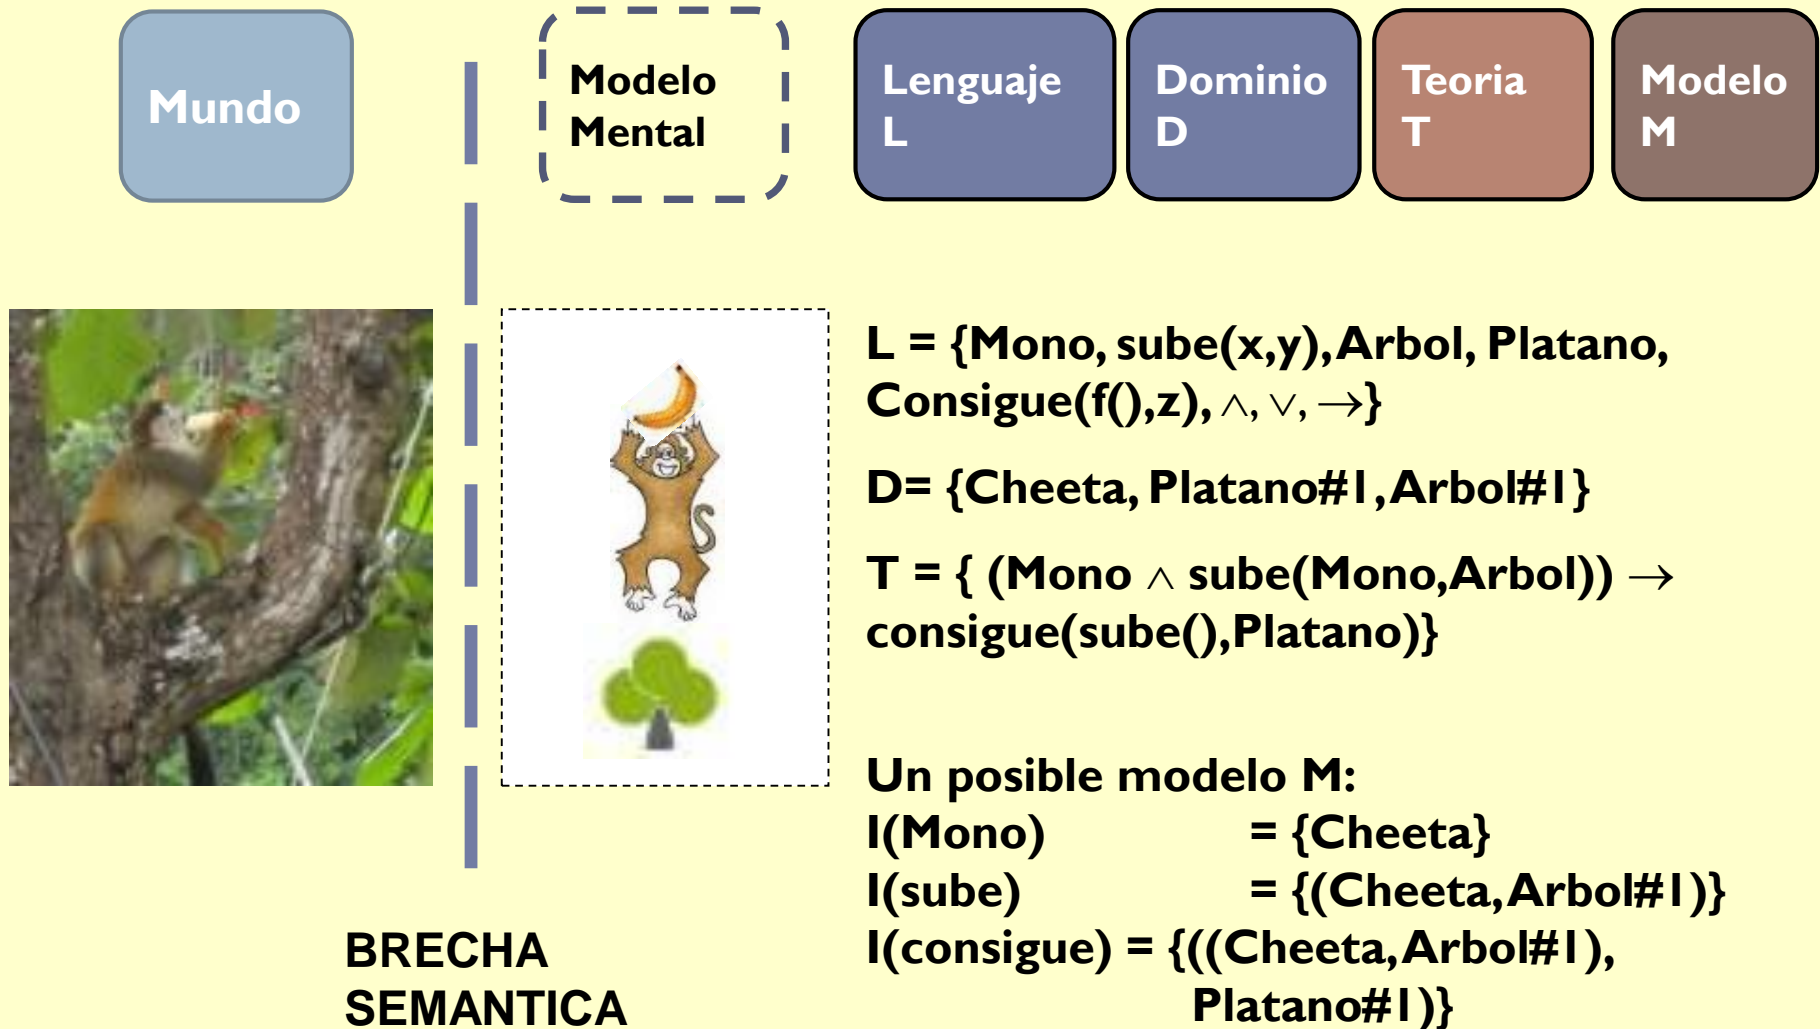 Mundo
Modelo
Mental
Lenguaje
L
Dominio
D
Teoria
T
Modelo
M
L = {Mono, sube(x,y), Arbol, Platano,
Consigue(f(),z), ∧, ∨, →}
D= {Cheeta, Platano#1, Arbol#1}
T = { (Mono ∧ sube(Mono,Arbol)) →
consigue(sube(),Platano)}
Un posible modelo M:
I(Mono) = {Cheeta}
I(sube) = {(Cheeta, Arbol#1)}
I(consigue) = {((Cheeta, Arbol#1),
Platano#1)}
BRECHA
SEMANTICA